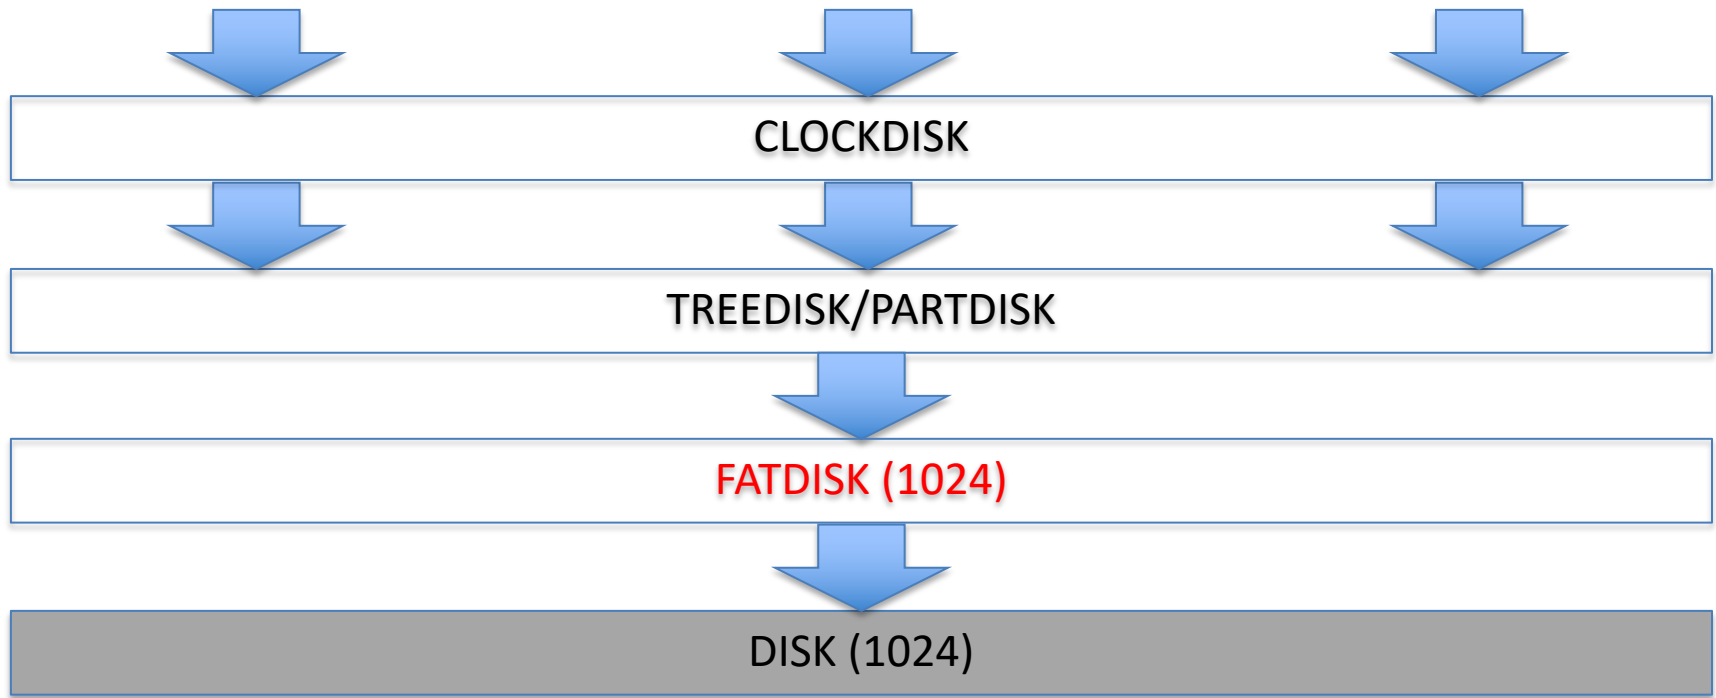 CLOCKDISK
TREEDISK/PARTDISK
FATDISK (1024)
DISK (1024)